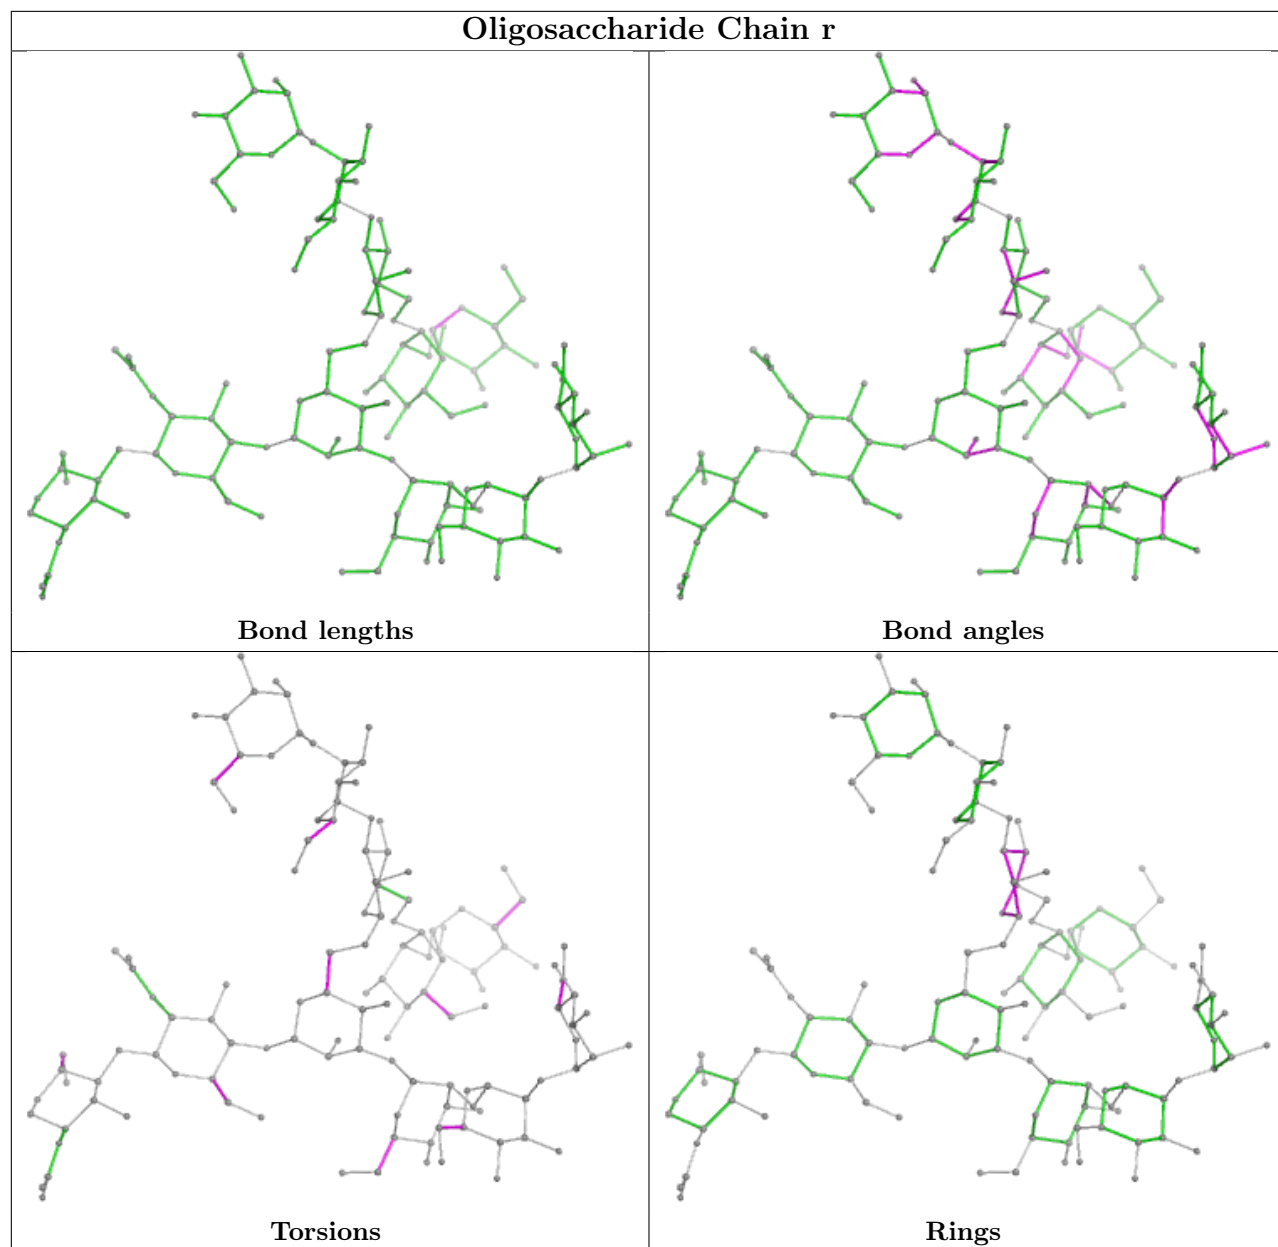 Oligosaccharide Chain r
Bond lengths
Bond angles
Torsions
Rings